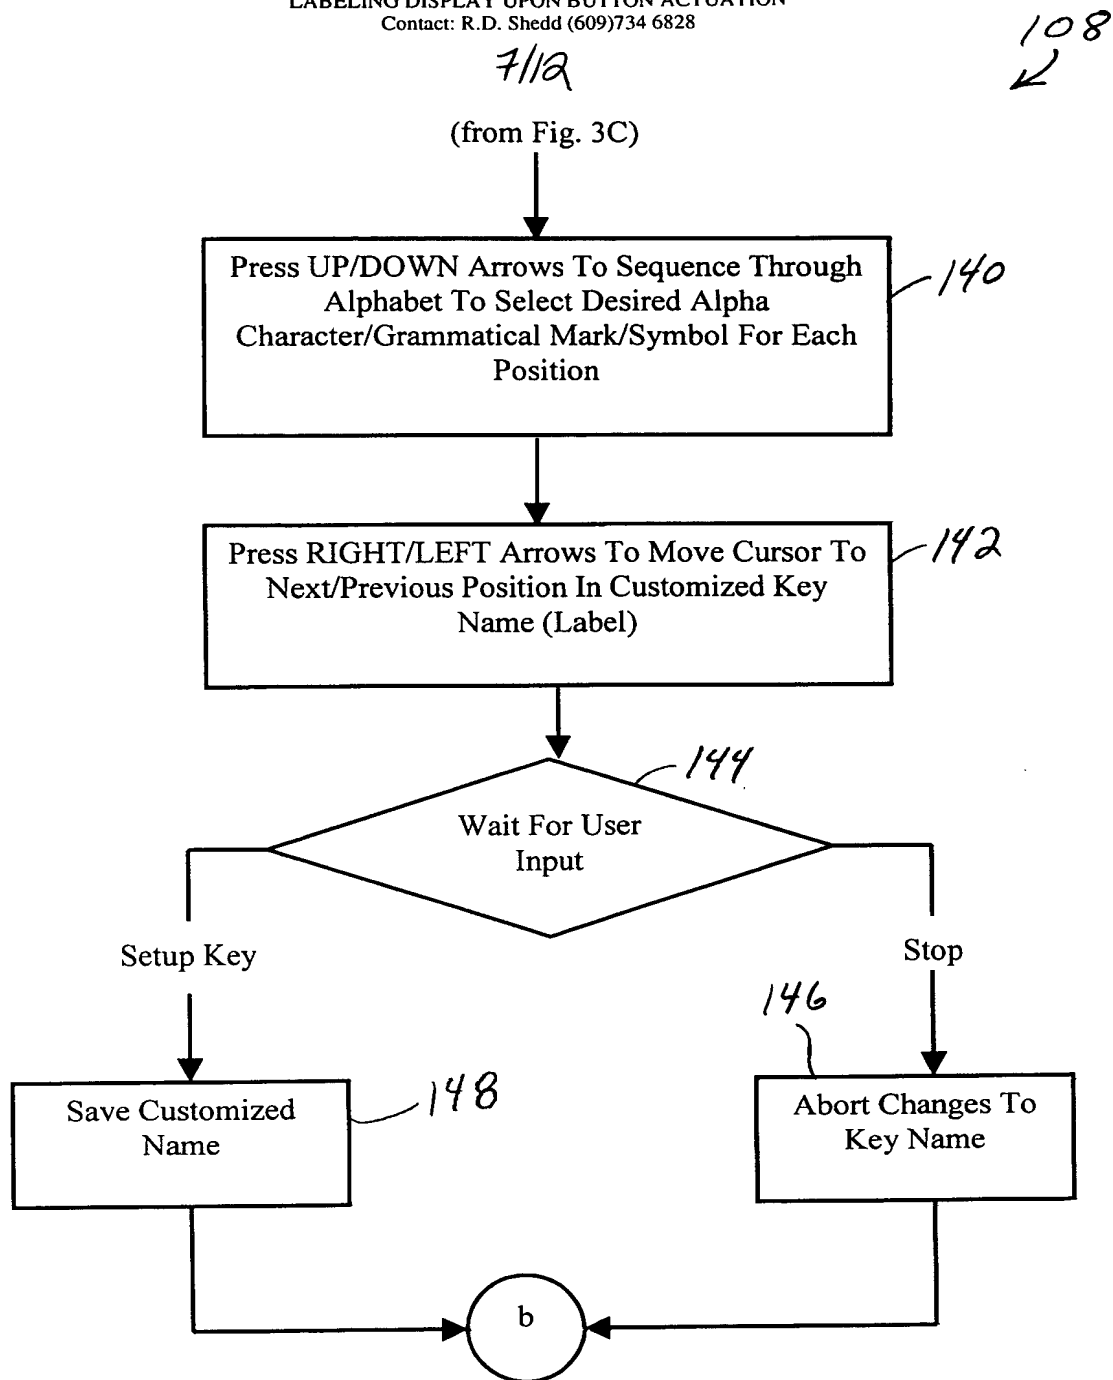 LABELING DISPLAY UPON BUTTON ACTUATION
Contact: R.D. Shedd (609)734 6828
108
7/12
(from Fig. 3C)
Press UP/DOWN Arrows To Sequence Through
Alphabet To Select Desired Alpha
Character/Grammatical Mark/Symbol For Each
Position
140
Press RIGHT/LEFT Arrows To Move Cursor To
Next/Previous Position In Customized Key
Name (Label)
142
144
Wait For User
Input
Setup Key
Stop
146
Save Customized
Name
148
Abort Changes To
Key Name
b